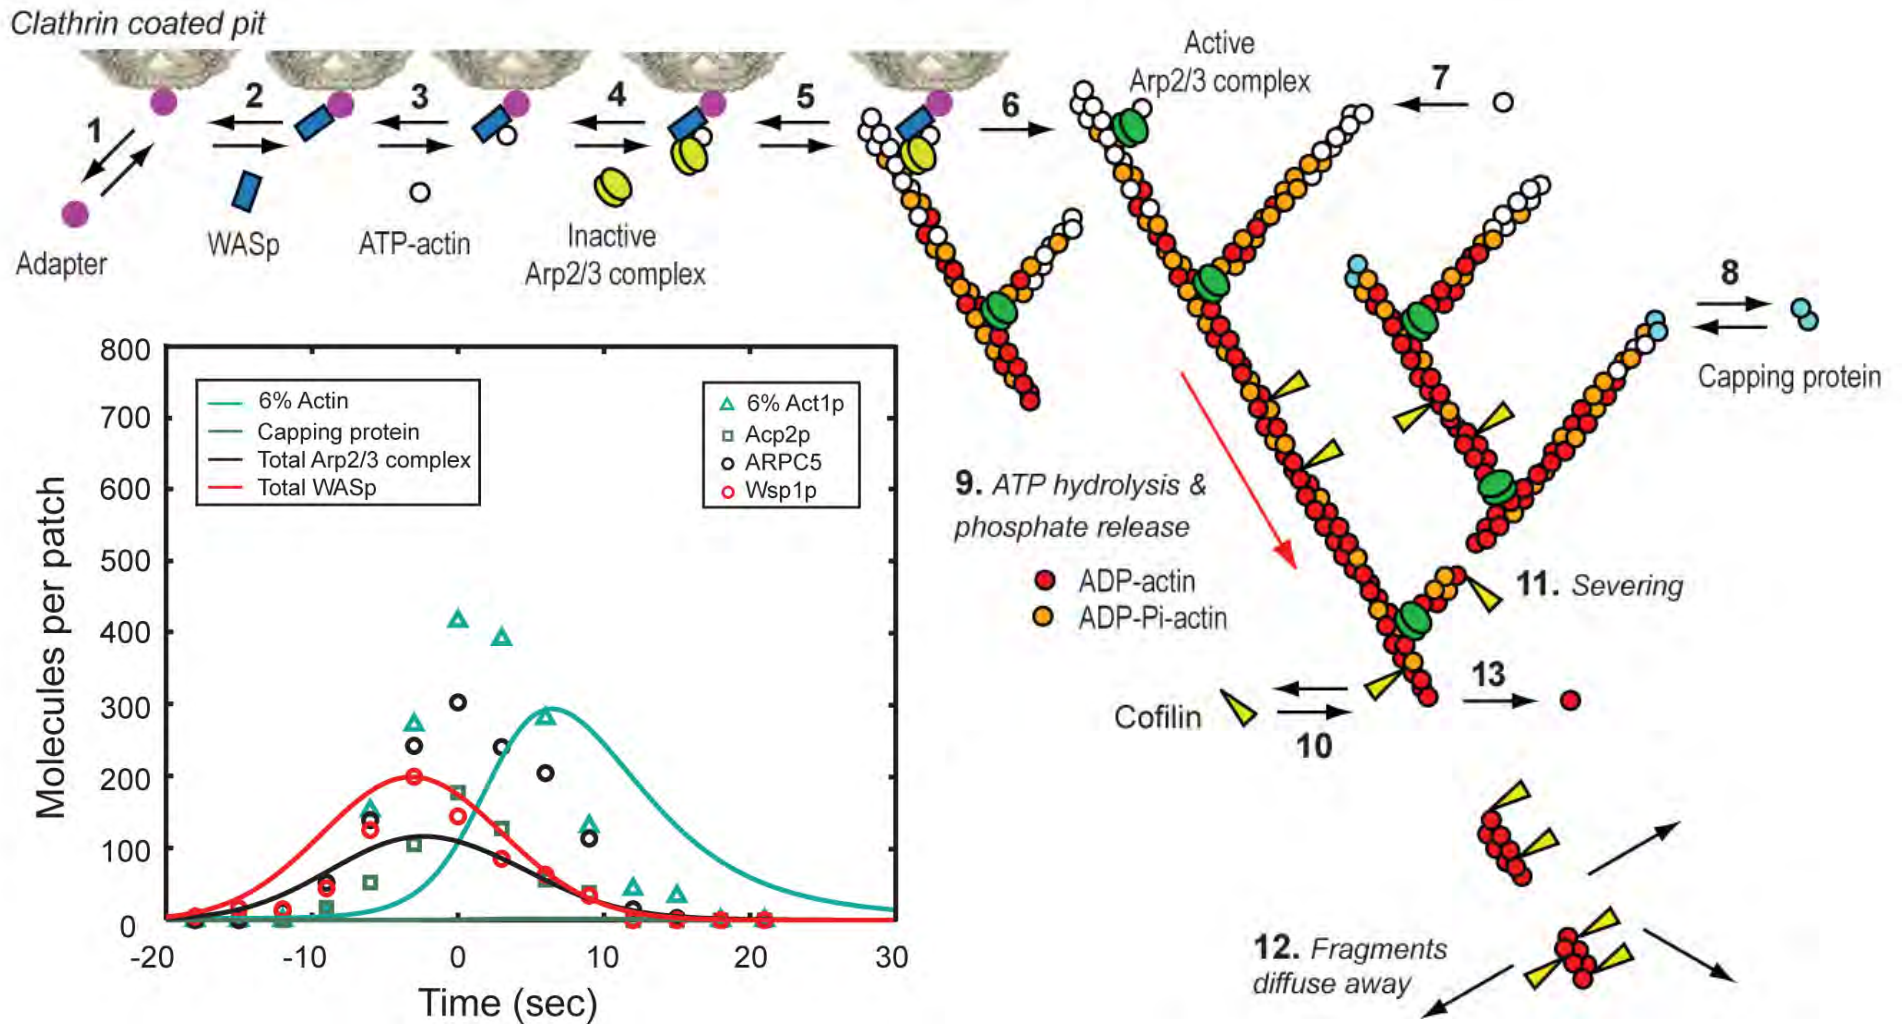 Clathrin coated pit
1
2
3
4
5
6
7
Adapter
WASp
ATP-actin
Inactive
Arp2/3 complex
Active
Arp2/3 complex
8
Capping protein
9. ATP hydrolysis &
phosphate release
ADP-actin
ADP-Pi-actin
11. Severing
Cofilin
10
13
12. Fragments
diffuse away
Molecules per patch
800
700
600
500
400
300
200
100
0
6% Actin
Capping protein
Total Arp2/3 complex
Total WASp
6% Act1p
Acp2p
ARPC5
Wsp1p
-20
-10
0
10
20
30
Time (sec)